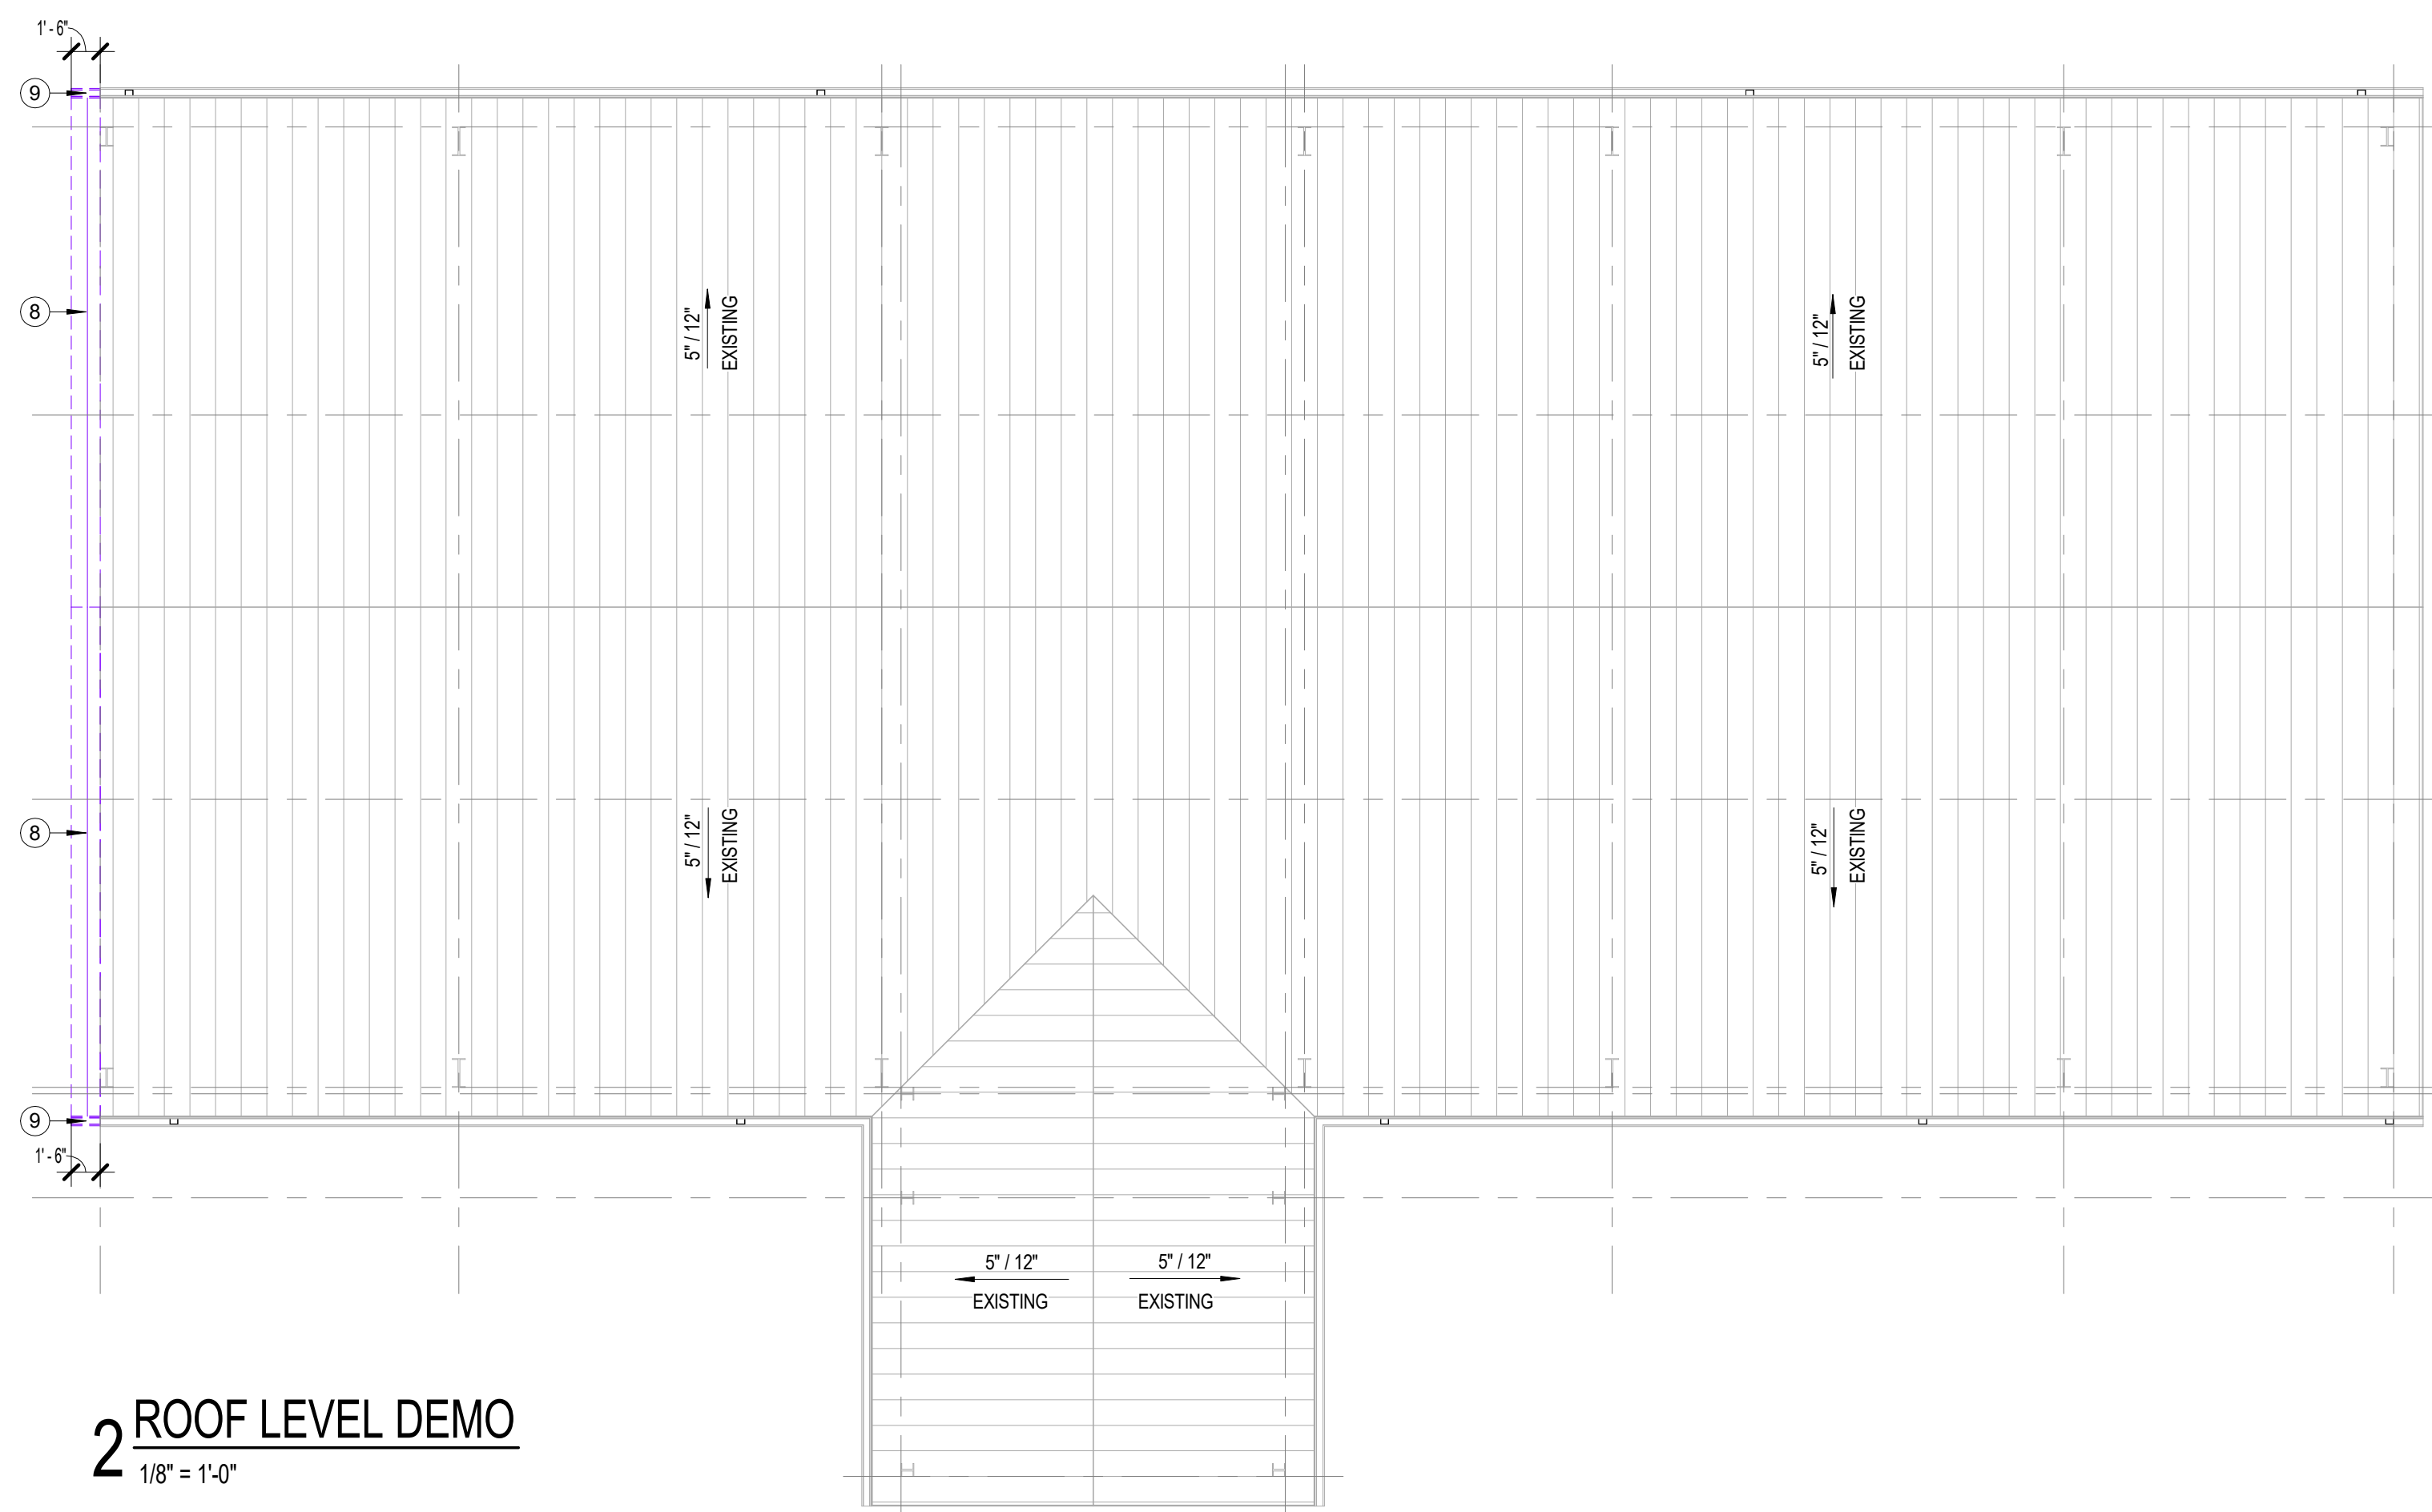 1' - 6"
9
8
5" / 12"
EXISTING
5" / 12"
EXISTING
8
5" / 12"
EXISTING
5" / 12"
EXISTING
9
1' - 6"
5" / 12"
EXISTING
5" / 12"
EXISTING
2
ROOF LEVEL DEMO
1/8" = 1'-0"